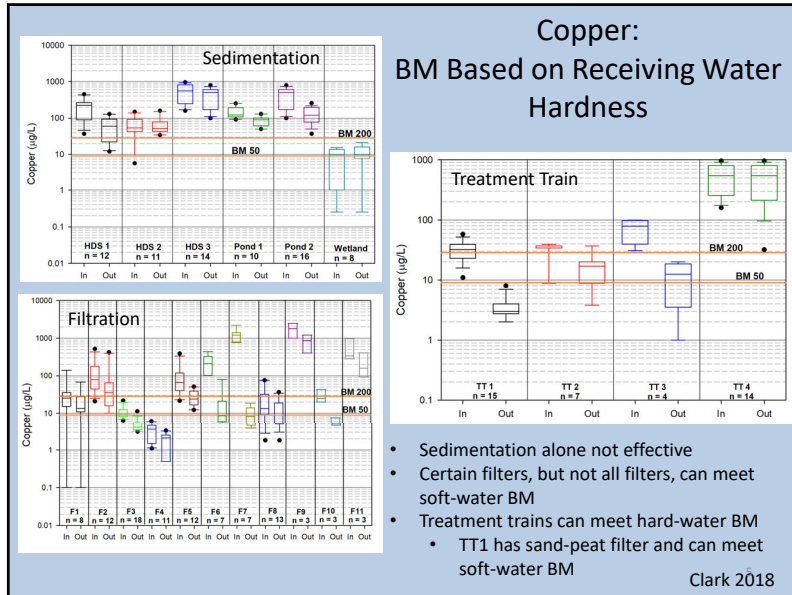 Copper:
BM Based on Receiving Water
Hardness
Sedimentation
Copper (µg/L)
10000
1000
100
10
1
0.1
0.01
BM 200
BM 50
HDS 1 HDS 2 HDS 3 Pond 1 Pond 2 Wetland
n = 12 n = 11 n = 14 n = 10 n = 16 n = 8
In Out In Out In Out In Out In Out In Out
Treatment Train
Copper (µg/L)
1000
100
10
1
0.1
BM 200
BM 50
TT 1 TT 2 TT 3 TT 4
n = 15 n = 7 n = 4 n = 14
In Out In Out In Out In Out
Filtration
Copper (µg/L)
10000
1000
100
10
1
0.1
0.01
BM 200
BM 50
F1 F2 F3 F4 F5 F6 F7 F8 F9 F10 F11
n = 8 n = 12 n = 18 n = 11 n = 12 n = 7 n = 7 n = 13 n = 3 n = 3 n = 3
In Out In Out In Out In Out In Out In Out In Out In Out In Out In Out In Out
• Sedimentation alone not effective
• Certain filters, but not all filters, can meet
soft-water BM
• Treatment trains can meet hard-water BM
• TT1 has sand-peat filter and can meet
soft-water BM
5
Clark 2018